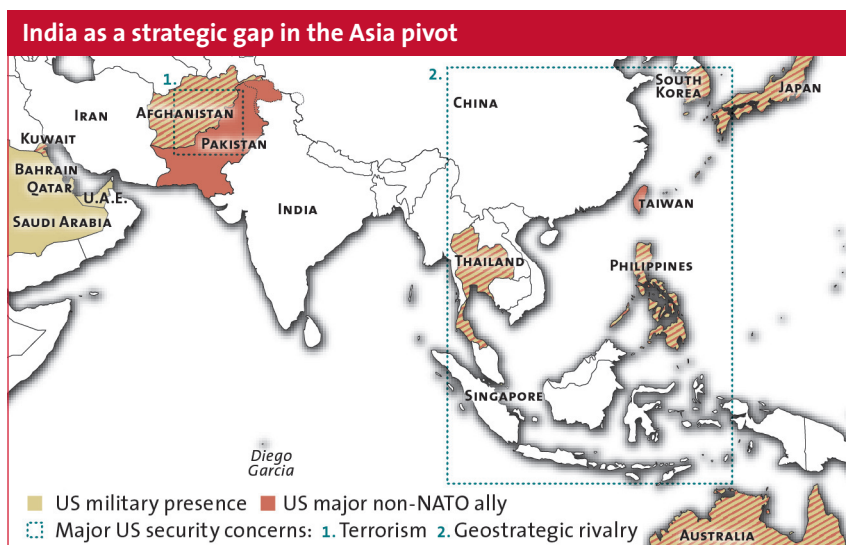 India as a strategic gap in the Asia pivot
1.
2.
SOUTH
KOREA
JAPAN
CHINA
IRAN
AFGHANISTAN
KUWAIT
PAKISTAN
BAHRAIN
QATAR
U.A.E.
SAUDI ARABIA
INDIA
TAIWAN
THAILAND
PHILIPPINES
SINGAPORE
Diego
Garcia
US military presence US major non-NATO ally
Major US security concerns: 1. Terrorism 2. Geostrategic rivalry
AUSTRALIA